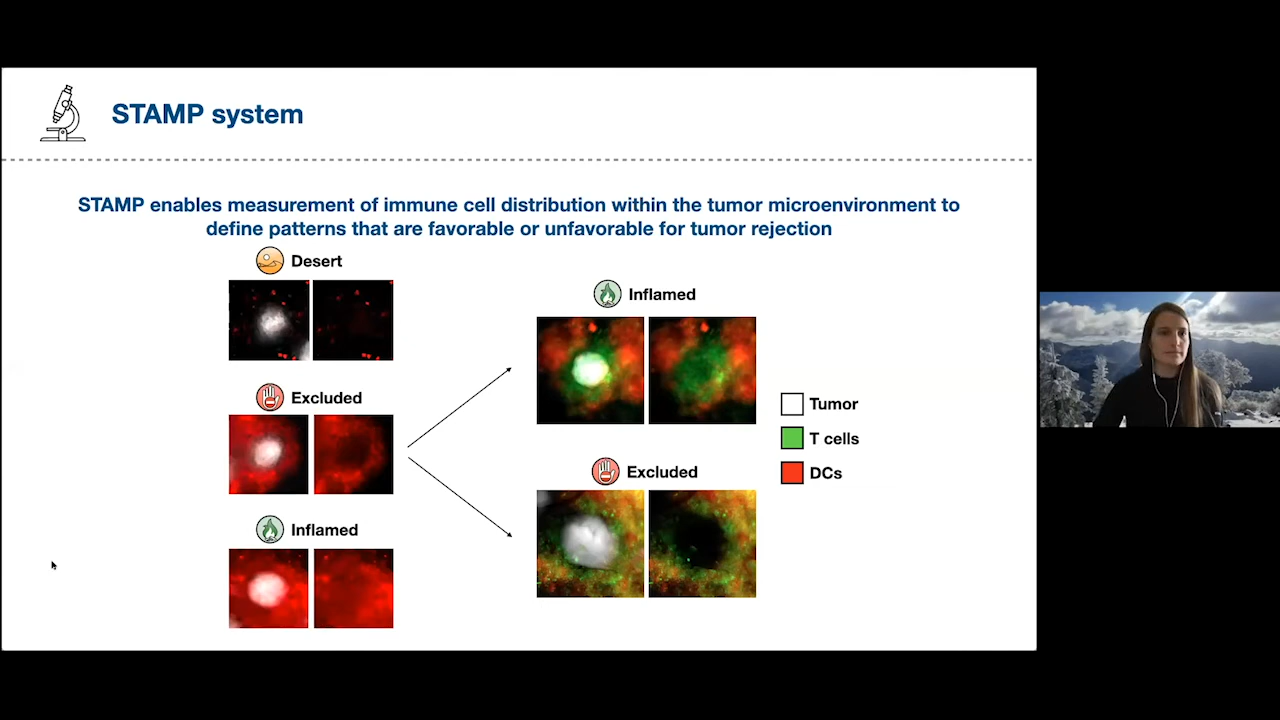 STAMP system
STAMP enables measurement of immune cell distribution within the tumor microenvironment to
define patterns that are favorable or unfavorable for tumor rejection
Desert
Excluded
Inflamed
Inflamed
Excluded
Tumor
T cells
DCs